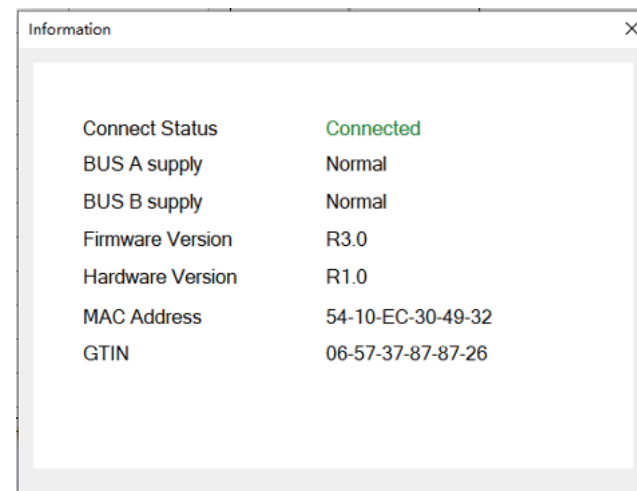 Information
Connect Status Connected
BUS A supply Normal
BUS B supply Normal
Firmware Version R3.0
Hardware Version R1.0
MAC Address 54-10-EC-30-49-32
GTIN 06-57-37-87-87-26